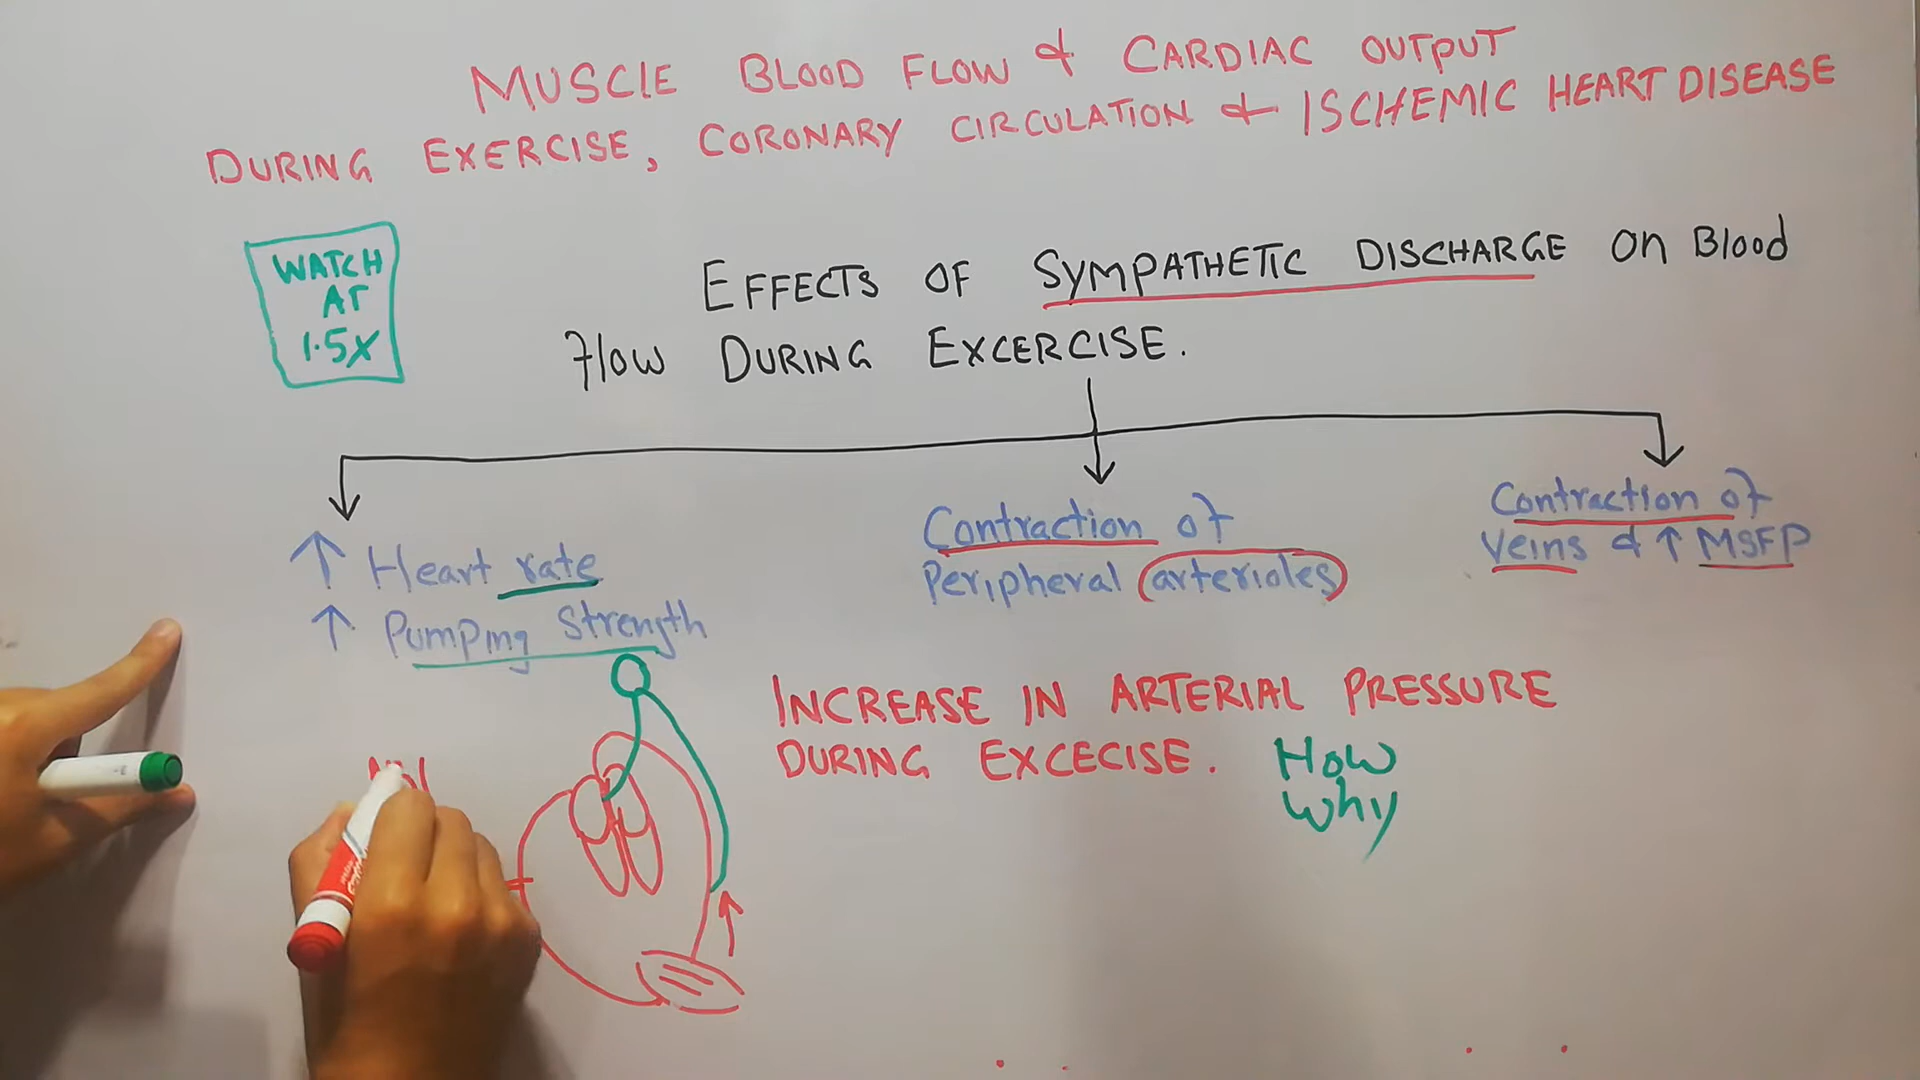 MUSCLE BLOOD FLOW & CARDIAC OUTPUT
DURING EXERCISE, CORONARY CIRCULATION & ISCHEMIC HEART DISEASE
WATCH
AT
1.5X
EFFECTS OF SYMPATHETIC DISCHARGE ON Blood
Flow DURING EXCERCISE.
↑ Heart rate
↑ Pumping Strength
Contraction of
Peripheral arterioles
Contraction of
Veins & ↑ MSFP
INCREASE IN ARTERIAL PRESSURE
DURING EXCECISE. How
Why